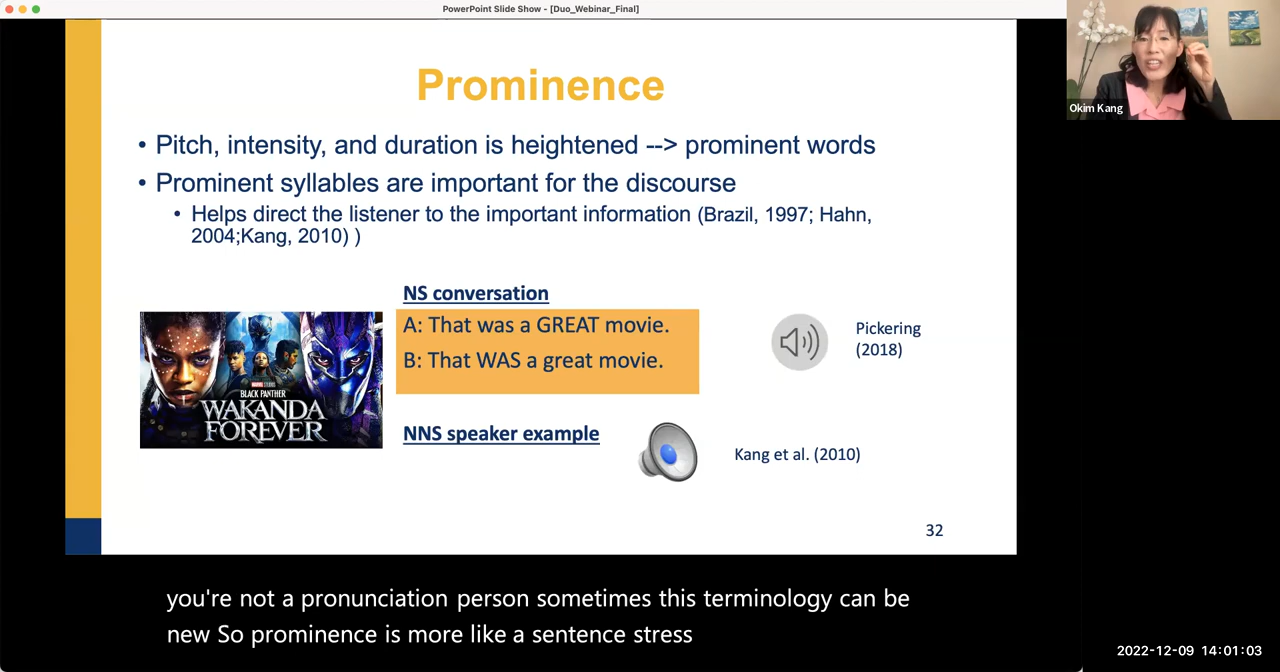 PowerPoint Slide Show - [Duo_Webinar_Final]
Okim Kang
Prominence
• Pitch, intensity, and duration is heightened --> prominent words
• Prominent syllables are important for the discourse
• Helps direct the listener to the important information (Brazil, 1997; Hahn,
2004;Kang, 2010) )
NS conversation
A: That was a GREAT movie.
B: That WAS a great movie.
Pickering
(2018)
MARVEL STUDIOS
BLACK PANTHER
WAKANDA
FOREVER
NNS speaker example
Kang et al. (2010)
32
you're not a pronunciation person sometimes this terminology can be
new So prominence is more like a sentence stress
2022-12-09 14:01:03